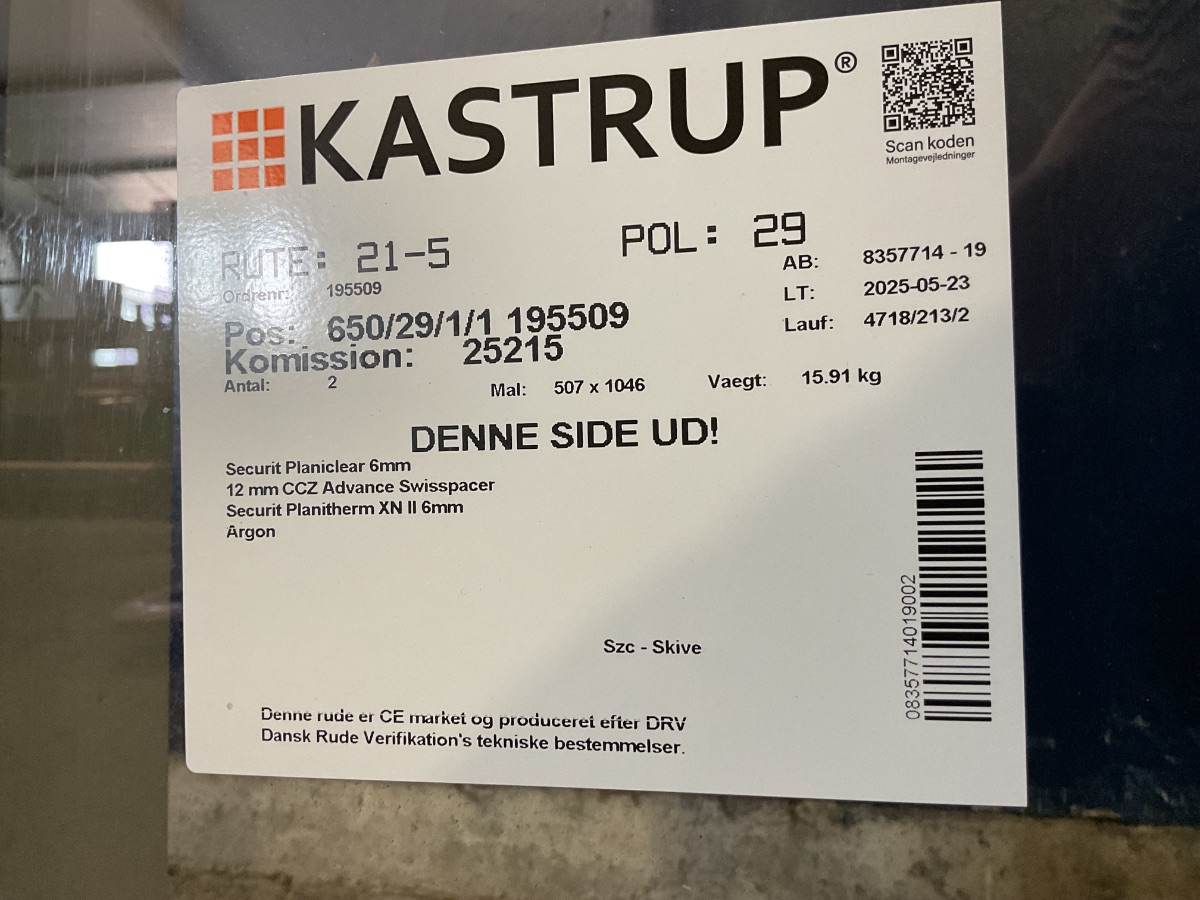 KASTRUP®
Scan koden
Montagevejledninger
RUTE: 21-5
POL: 29
Ordrenr: 195509
AB: 8357714 - 19
LT: 2025-05-23
Lauf: 4718/213/2
Pos: 650/29/1/1 195509
Komission: 25215
Antal: 2
Mal: 507 x 1046
Vaegt: 15.91 kg
DENNE SIDE UD!
Securit Planiclear 6mm
12 mm CCZ Advance Swisspacer
Securit Planitherm XN II 6mm
Argon
08357714019002
Szc - Skive
Denne rude er CE market og produceret efter DRV
Dansk Rude Verifikation's tekniske bestemmelser.